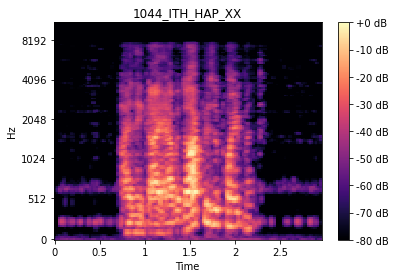 1044_ITH_HAP_XX
+0 dB
8192
-10 dB
4096
-20 dB
-30 dB
2048
-40 dB
Hz
1024
-50 dB
512
-60 dB
-70 dB
0
-80 dB
0 0.5 1 1.5 2 2.5
Time